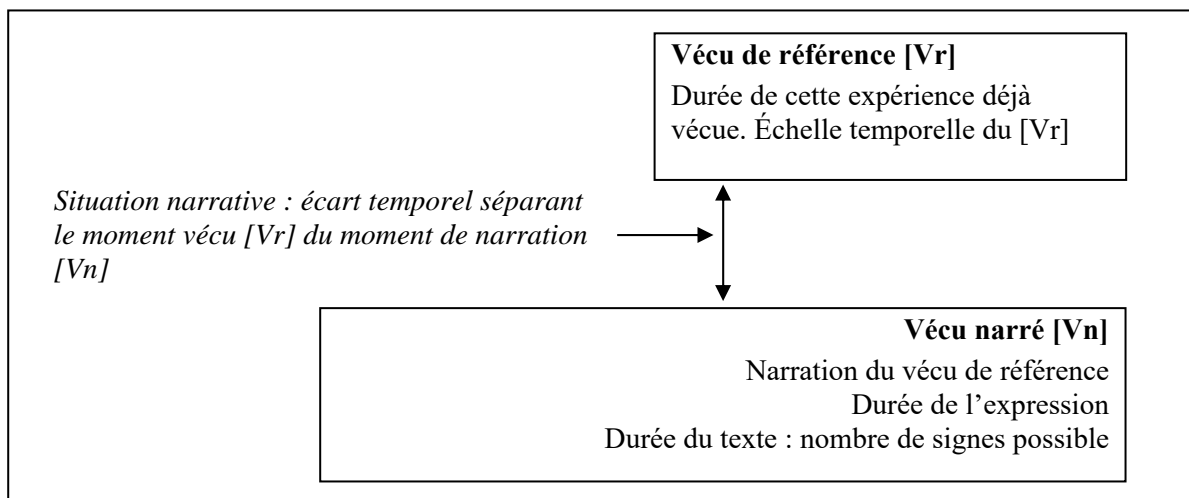 Vécu de référence [Vr]
Durée de cette expérience déjà
vécue. Échelle temporelle du [Vr]
Situation narrative : écart temporel séparant
le moment vécu [Vr] du moment de narration
[Vn]
Vécu narré [Vn]
Narration du vécu de référence
Durée de l’expression
Durée du texte : nombre de signes possible